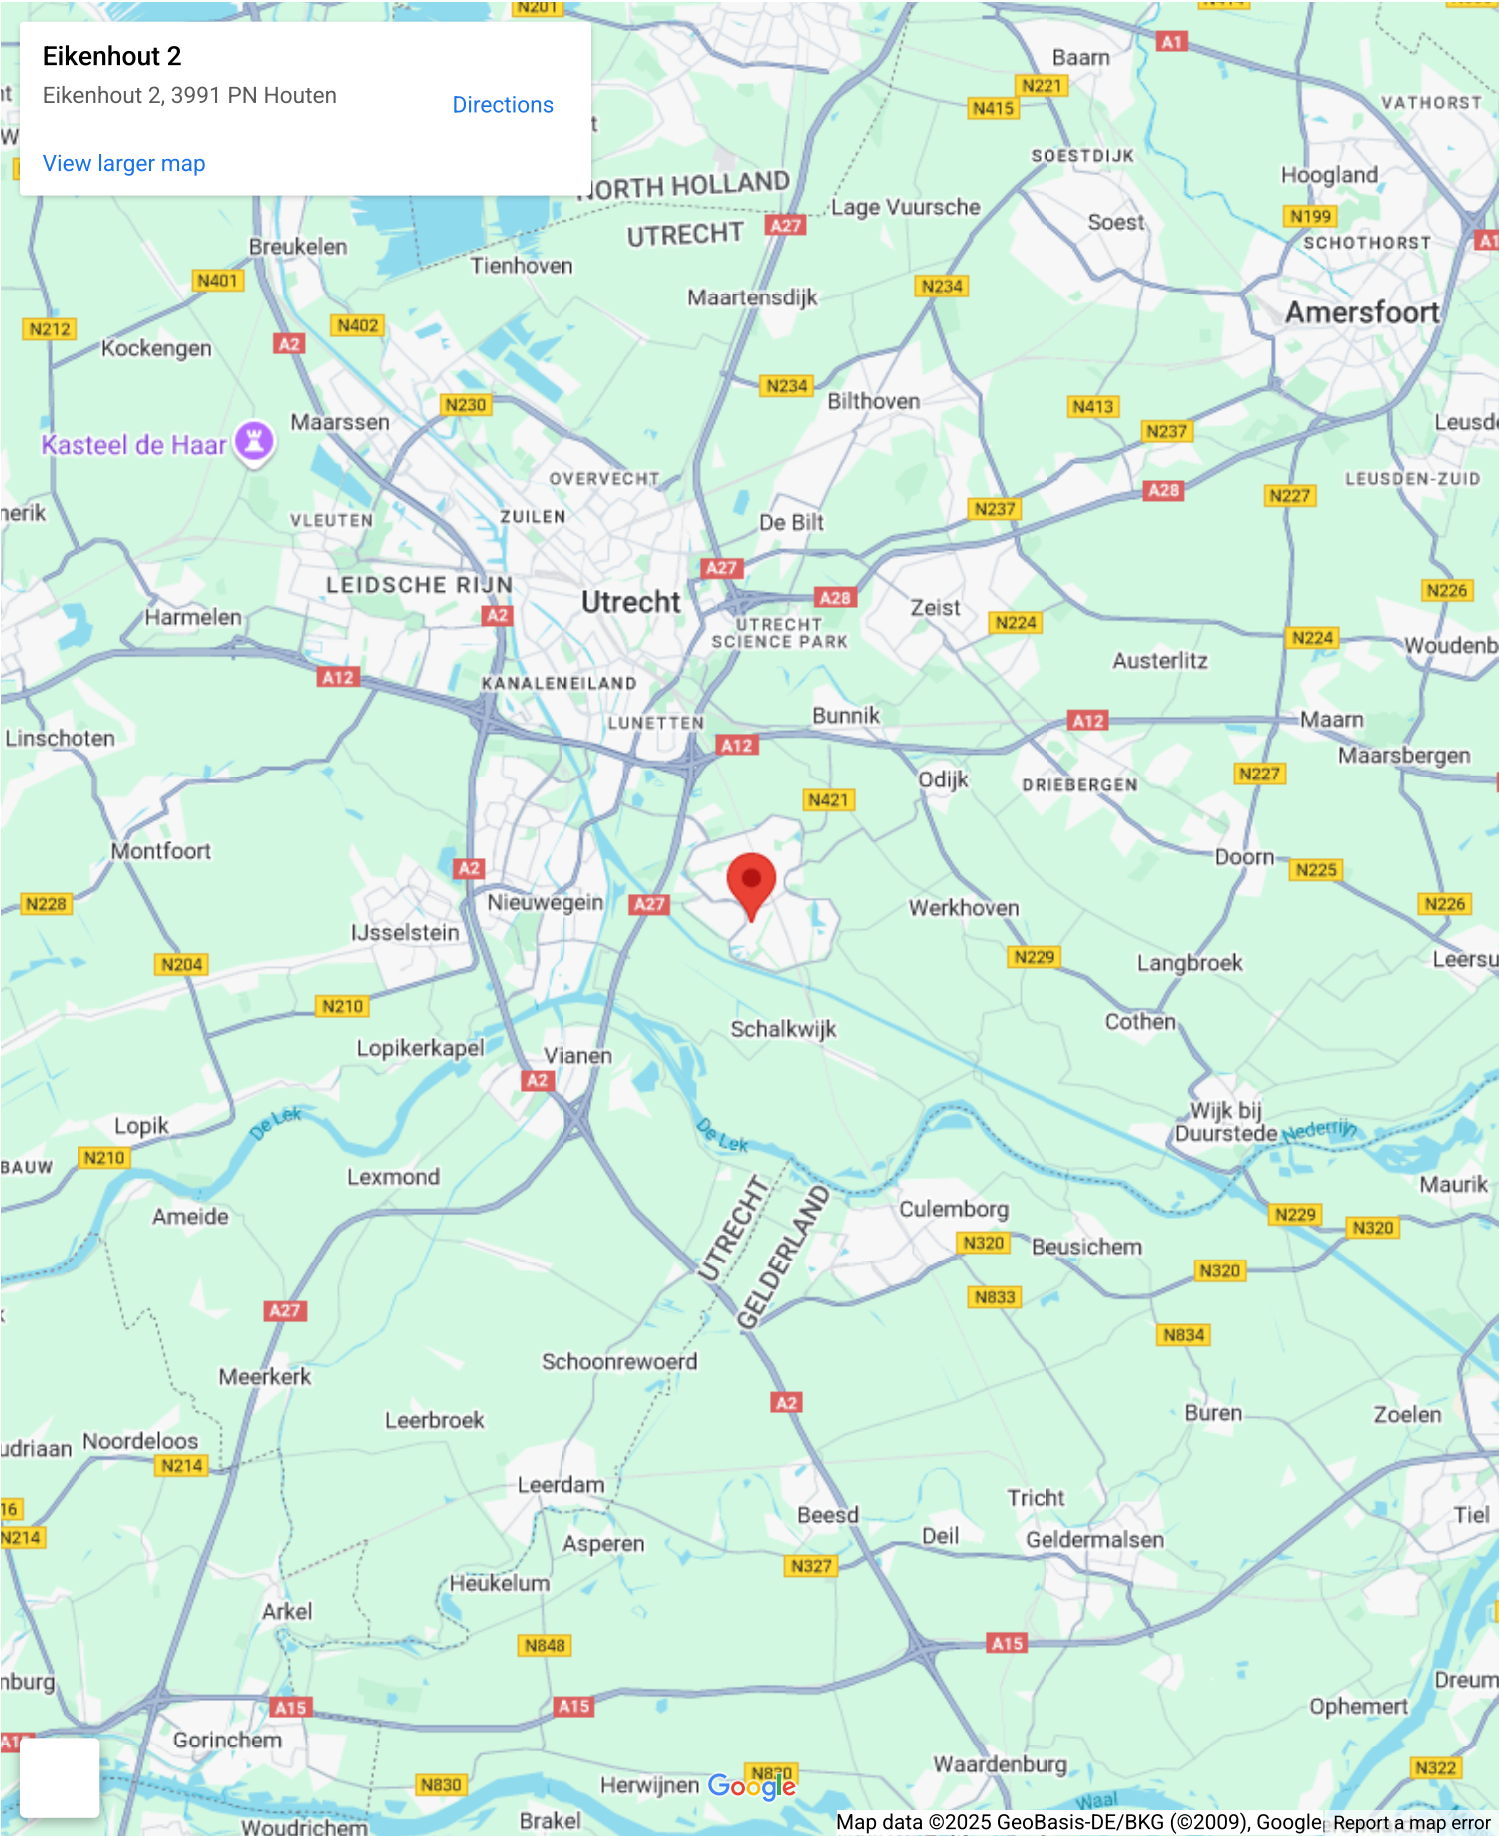 N201
Eikenhout 2
Eikenhout 2, 3991 PN Houten
Directions
View larger map
A1
Baarn
N221
N415
VATHORST
SOESTDIJK
Hoogland
NORTH HOLLAND
Lage Vuursche
N199
Soest
UTRECHT
A27
SCHOTHORST
Breukelen
Tienhoven
N401
N234
Maartensdijk
Amersfoort
N212
N402
A2
Kockengen
N234
Bilthoven
N230
N413
Maarssen
N237
Kasteel de Haar
OVERVECHT
LEUSDEN-ZUID
A28
N227
N237
ZUILEN
VLEUTEN
De Bilt
A27
LEIDSCHE RIJN
N226
A28
Utrecht
Zeist
Harmelen
A2
N224
UTRECHT
SCIENCE PARK
N224
Austerlitz
A12
KANALENEILAND
Bunnik
LUNETTEN
A12
Maarn
Linschoten
A12
Maarsbergen
N227
Odijk
DRIEBERGEN
N421
Montfoort
Doorn
A2
N225
N228
Nieuwegein
A27
Werkhoven
N226
IJsselstein
N229
N204
Langbroek
N210
Cothen
Schalkwijk
Lopikerkapel
Vianen
A2
Wijk bij
Duurstede
Nederrijn
De Lek
De Lek
Lopik
N210
Lexmond
Maurik
Ameide
Culemborg
N229
N320
UTRECHT
GELDERLAND
N320
Beusichem
N320
N833
A27
N834
Schoonrewoerd
Meerkerk
A2
Buren
Zoelen
Leerbroek
Noordeloos
N214
Leerdam
Tricht
N214
Beesd
Tiel
Deil
Geldermalsen
Asperen
N327
Heukelum
Arkel
N848
A15
A15
A15
Ophemert
Gorinchem
Waardenburg
N322
N830
Herwijnen
N830
Google
Waal
Brakel
Woudrichem
Map data ©2025 GeoBasis-DE/BKG (©2009), Google
Report a map error